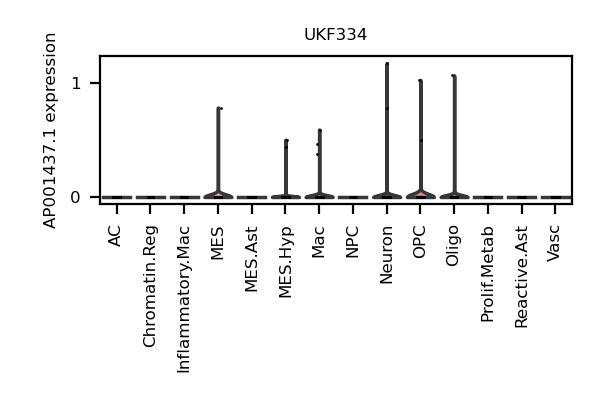 UKF334
AP001437.1 expression
1
0
AC
Chromatin.Reg
Inflammatory.Mac
MES
MES.Ast
MES.Hyp
Mac
NPC
Neuron
OPC
Oligo
Prolif.Metab
Reactive.Ast
Vasc